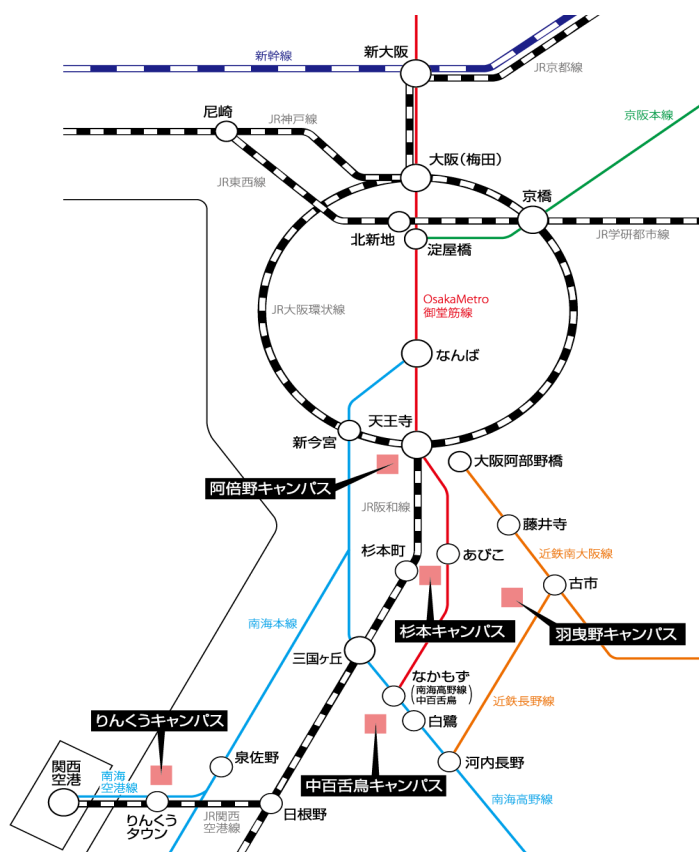 新大阪
新幹線
JR京都線
尼崎
JR神戸線
京阪本線
大阪(梅田)
JR東西線
京橋
北新地
淀屋橋
JR学研都市線
JR大阪環状線
OsakaMetro
御堂筋線
なんば
天王寺
新今宮
大阪阿部野橋
阿倍野キャンパス
JR阪和線
藤井寺
あびこ
近鉄南大阪線
杉本町
古市
南海本線
杉本キャンパス
羽曳野キャンパス
三国ヶ丘
なかもず
(南海高野線
中百舌鳥)
近鉄長野線
りんくうキャンパス
白鷺
泉佐野
河内長野
関西
空港
南海
空港線
中百舌鳥キャンパス
南海高野線
りんくう
タウン
JR関西
空港線
日根野